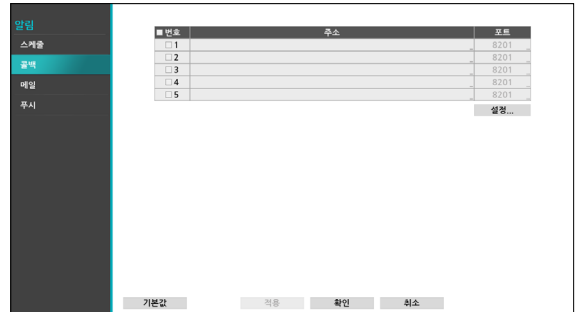 알림
스케줄
콜백
메일
푸시
번호 주소 포트
1 8201
2 8201
3 8201
4 8201
5 8201
설정...
기본값 적용 확인 취소